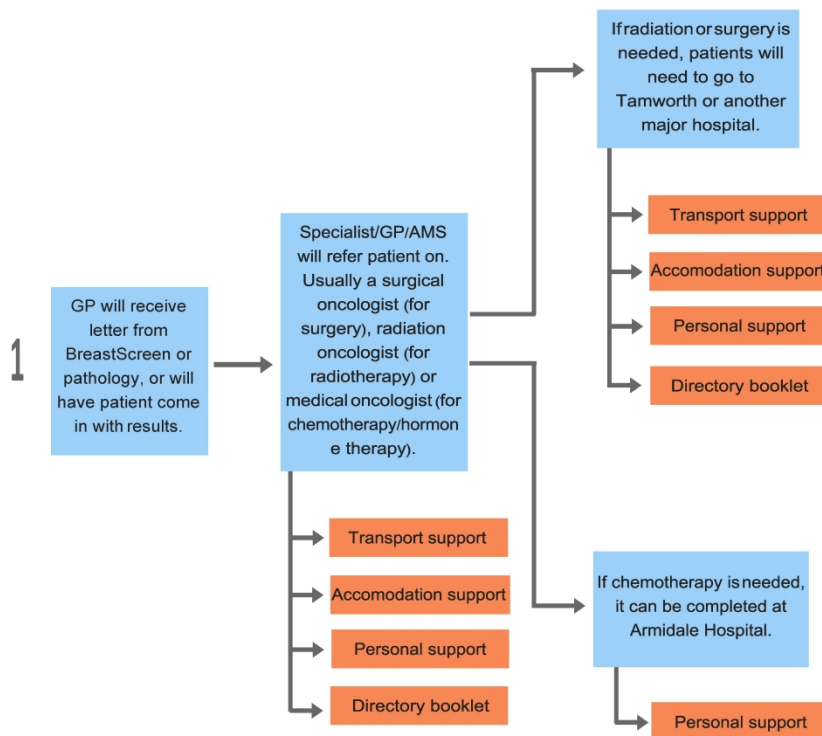 1
GP will receive
letter from
BreastScreen or
pathology, or will
have patient come
in with results.
Specialist/GP/AMS
will refer patient on.
Usually a surgical
oncologist (for
surgery), radiation
oncologist (for
radiotherapy) or
medical oncologist (for
chemotherapy/hormon
e therapy).
Transport support
Accomodation support
Personal support
Directory booklet
If radiation or surgery is
needed, patients will
need to go to
Tamworth or another
major hospital.
Transport support
Accomodation support
Personal support
Directory booklet
If chemotherapy is needed,
it can be completed at
Armidale Hospital.
Personal support